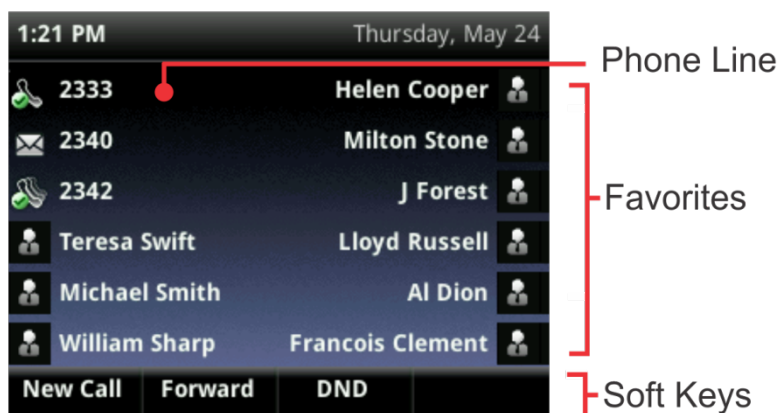 1:21 PM Thursday, May 24
Phone Line
2333 Helen Cooper
2340 Milton Stone
2342 J Forest
Favorites
Teresa Swift Lloyd Russell
Michael Smith Al Dion
William Sharp Francois Clement
New Call Forward DND
Soft Keys